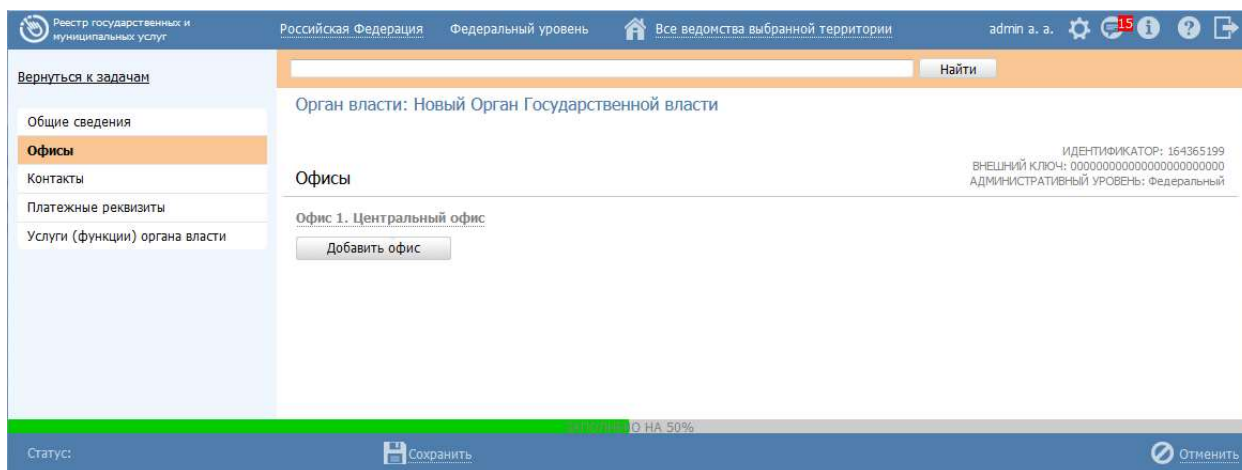 Реестр государственных и
муниципальных услуг
Российская Федерация Федеральный уровень Все ведомства выбранной территории admin a. a. 15
Вернуться к задачам
Найти
Орган власти: Новый Орган Государственной власти
Общие сведения
Офисы
Контакты
Платежные реквизиты
Услуги (функции) органа власти
ИДЕНТИФИКАТОР: 164365199
ВНЕШНИЙ КЛЮЧ:
АДМИНИСТРАТИВНЫЙ УРОВЕНЬ: Федеральный
Офисы
Офис 1. Центральный офис
Добавить офис
ЗАПОЛНЕНО НА 50%
Статус: Сохранить Отменить